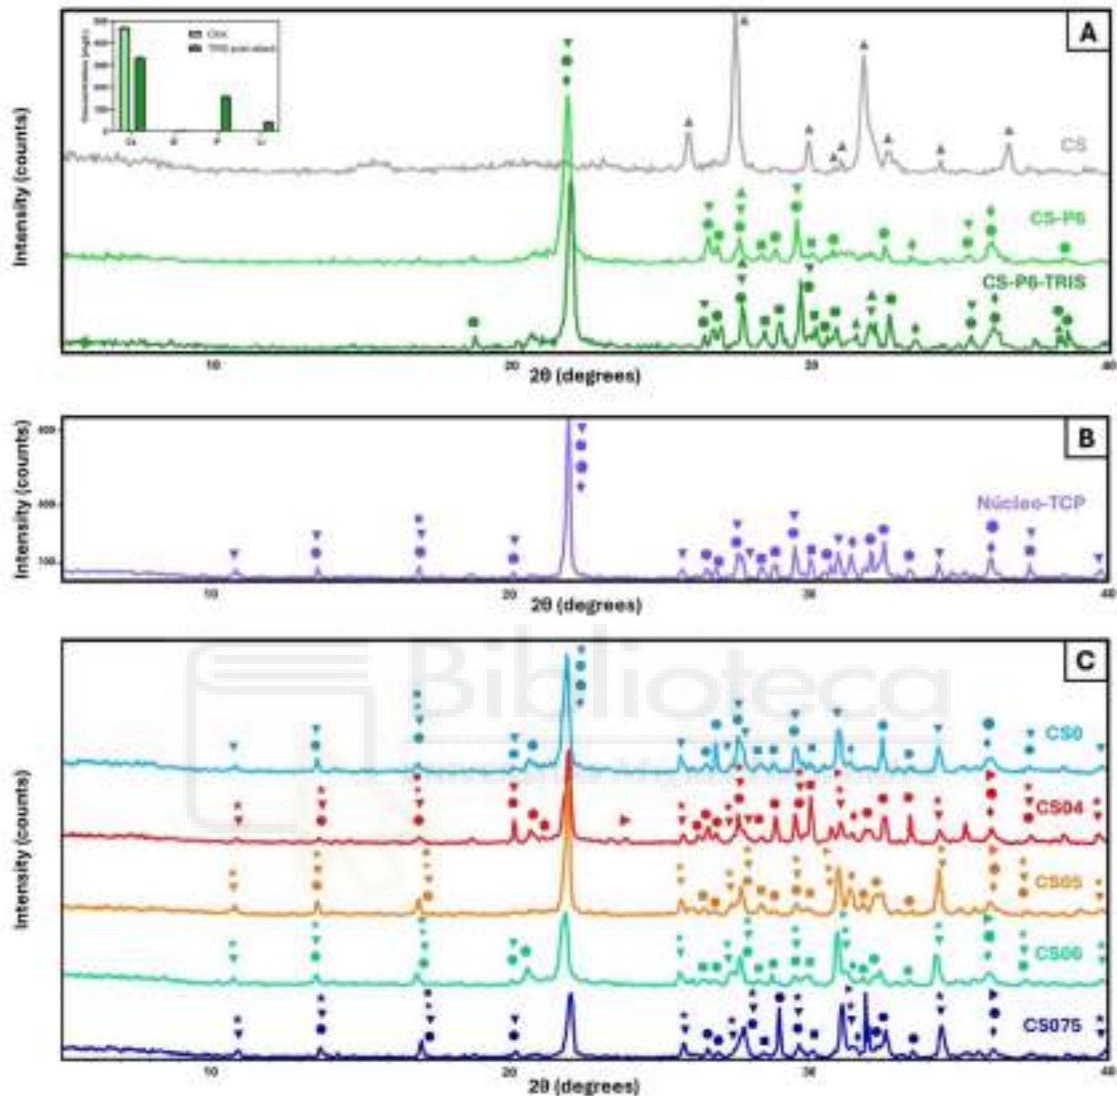 A
CS
CS-P6
CS-P6-TRIS
Intensity (counts)
10 20 30 40
2θ (degrees)
B
Núcleo-TCP
Intensity (counts)
10 20 30 40
2θ (degrees)
C
Biblioteca
CS0
CS04
CS05
CS06
CS075
Intensity (counts)
10 20 30 40
2θ (degrees)